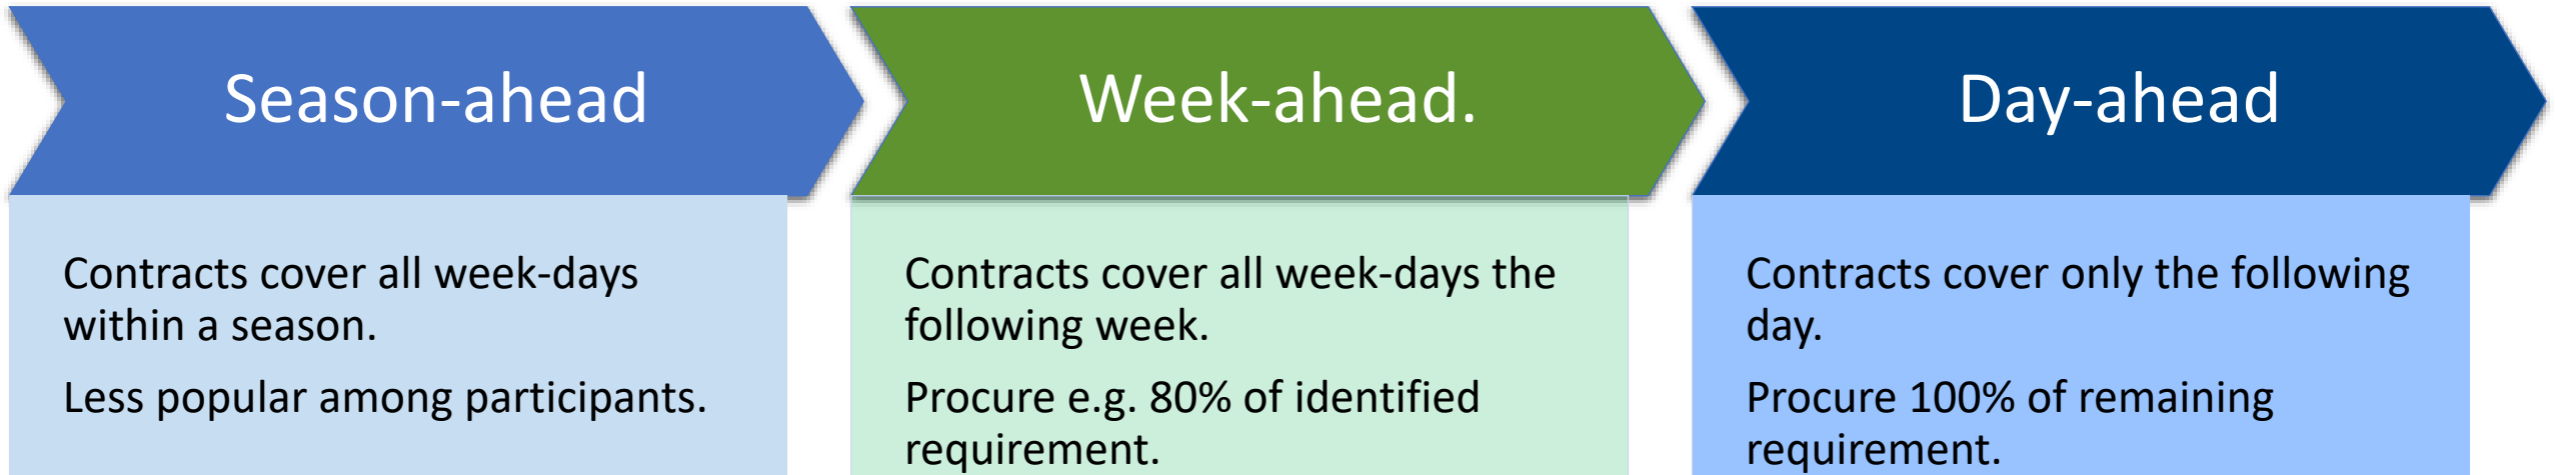 Season-ahead
Contracts cover all week-days
within a season.
Less popular among participants.
Week-ahead.
Contracts cover all week-days the
following week.
Procure e.g. 80% of identified
requirement.
Day-ahead
Contracts cover only the following
day.
Procure 100% of remaining
requirement.